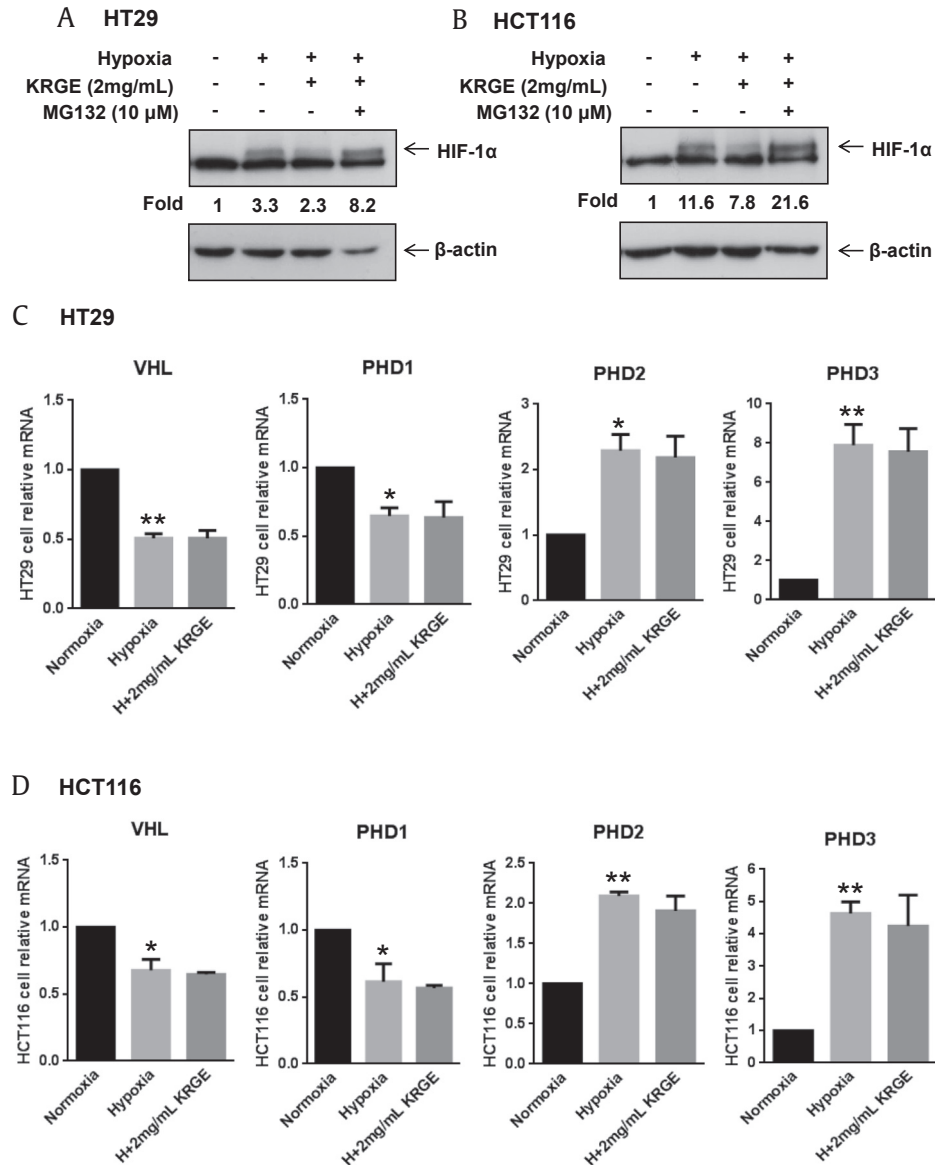 A HT29
Hypoxia - + + +
KRGE (2mg/mL) - - + +
MG132 (10 µM) - - - +
← HIF-1α
Fold 1 3.3 2.3 8.2
← β-actin
B HCT116
Hypoxia - + + +
KRGE (2mg/mL) - - + +
MG132 (10 µM) - - - +
← HIF-1α
1 11.6 7.8 21.6
← β-actin
C HT29
VHL
HT29 cell relative mRNA
1.5
1.0
0.5
0.0
**
Normoxia
Hypoxia
H+2mg/mL KRGE
PHD1
HT29 cell relative mRNA
1.5
1.0
0.5
0.0
*
Normoxia
Hypoxia
H+2mg/mL KRGE
PHD2
HT29 cell relative mRNA
3
2
1
0
*
Normoxia
Hypoxia
H+2mg/mL KRGE
PHD3
HT29 cell relative mRNA
10
8
6
4
2
0
**
Normoxia
Hypoxia
H+2mg/mL KRGE
D HCT116
VHL
HCT116 cell relative mRNA
1.5
1.0
0.5
0.0
*
Normoxia
Hypoxia
H+2mg/mL KRGE
PHD1
HCT116 cell relative mRNA
1.5
1.0
0.5
0.0
*
Normoxia
Hypoxia
H+2mg/mL KRGE
PHD2
HCT116 cell relative mRNA
2.5
2.0
1.5
1.0
0.5
0.0
**
Normoxia
Hypoxia
H+2mg/mL KRGE
PHD3
HCT116 cell relative mRNA
6
5
4
3
2
1
0
**
Normoxia
Hypoxia
H+2mg/mL KRGE